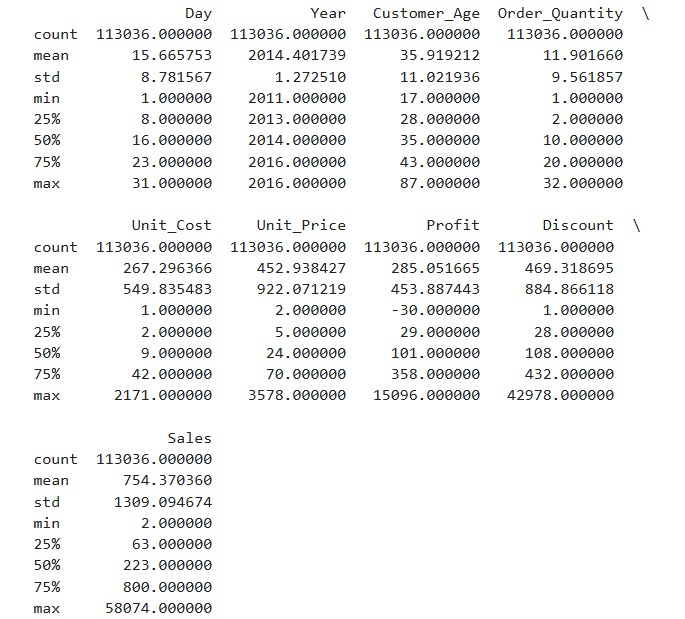 Day Year Customer_Age Order_Quantity \
count 113036.000000 113036.000000 113036.000000 113036.000000
mean 15.665753 2014.401739 35.919212 11.901660
std 8.781567 1.272510 11.021936 9.561857
min 1.000000 2011.000000 17.000000 1.000000
25% 8.000000 2013.000000 28.000000 2.000000
50% 16.000000 2014.000000 35.000000 10.000000
75% 23.000000 2016.000000 43.000000 20.000000
max 31.000000 2016.000000 87.000000 32.000000
Unit_Cost Unit_Price Profit Discount \
count 113036.000000 113036.000000 113036.000000 113036.000000
mean 267.296366 452.938427 285.051665 469.318695
std 549.835483 922.071219 453.887443 884.866118
min 1.000000 2.000000 -30.000000 1.000000
25% 2.000000 5.000000 29.000000 28.000000
50% 9.000000 24.000000 101.000000 108.000000
75% 42.000000 70.000000 358.000000 432.000000
max 2171.000000 3578.000000 15096.000000 42978.000000
Sales
count 113036.000000
mean 754.370360
std 1309.094674
min 2.000000
25% 63.000000
50% 223.000000
75% 800.000000
max 58074.000000